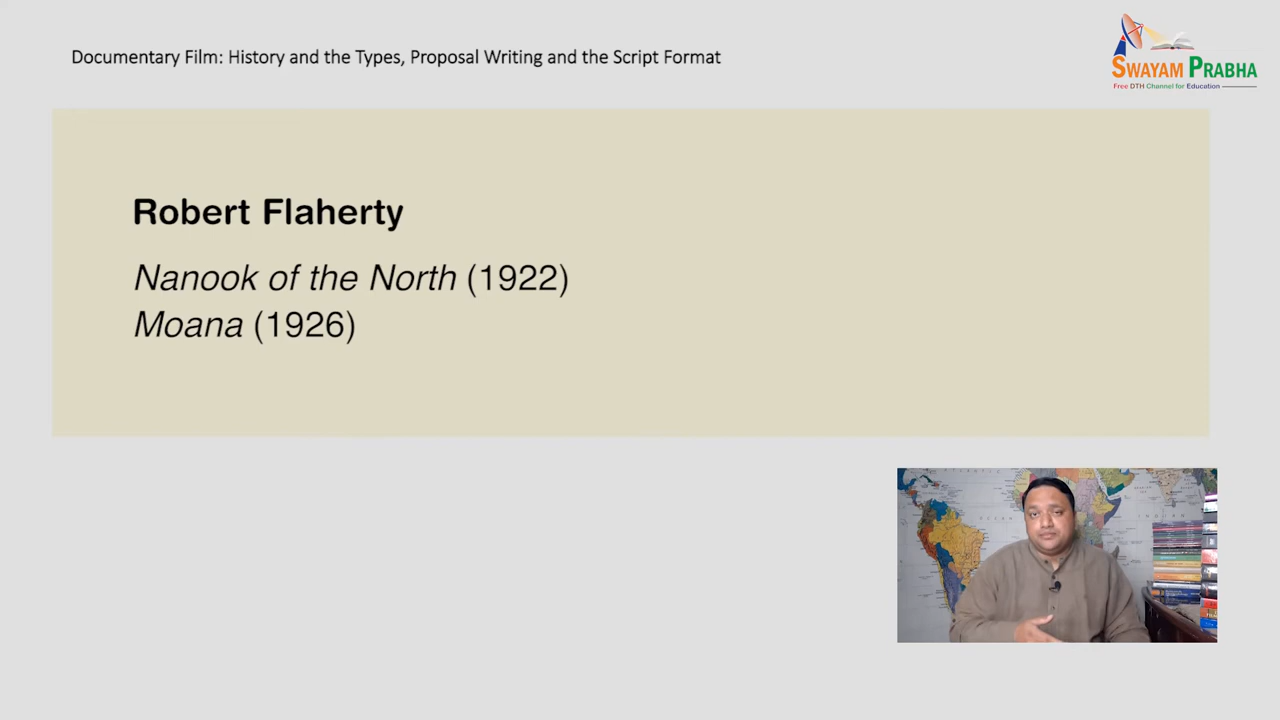 Documentary Film: History and the Types, Proposal Writing and the Script Format
SWAYAM PRABHA
Free DTH Channel for Education
Robert Flaherty
Nanook of the North (1922)
Moana (1926)